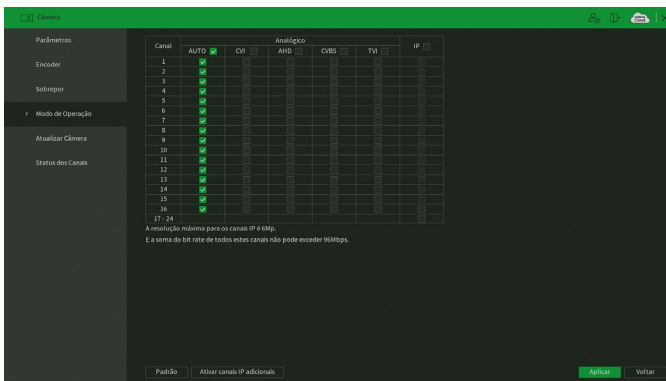 Câmera
Parâmetros
Encoder
Sobrepor
> Modo de Operação
Atualizar Câmera
Status dos Canais
Canal Analógico IP
AUTO CVI AHD CVBS TVI
1
2
3
4
5
6
7
8
9
10
11
12
13
14
15
16
17 - 24
A resolução máxima para os canais IP é 6Mp.
E a soma do bit rate de todos estes canais não pode exceder 96Mbps.
Padrão Ativar canais IP adicionais Aplicar Voltar